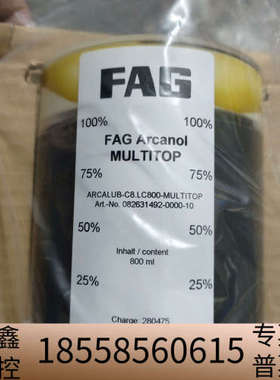 FAG
100% 100%
FAG Arcanol
MULTITOP
75% 75%
ARCALUB-C8.LC800-MULTITOP
Art.-No. 082631492-0000-10
50% 50%
Inhalt / content
800 ml
25% 25%
Charge: 280475
鑫
控
18558560615
专